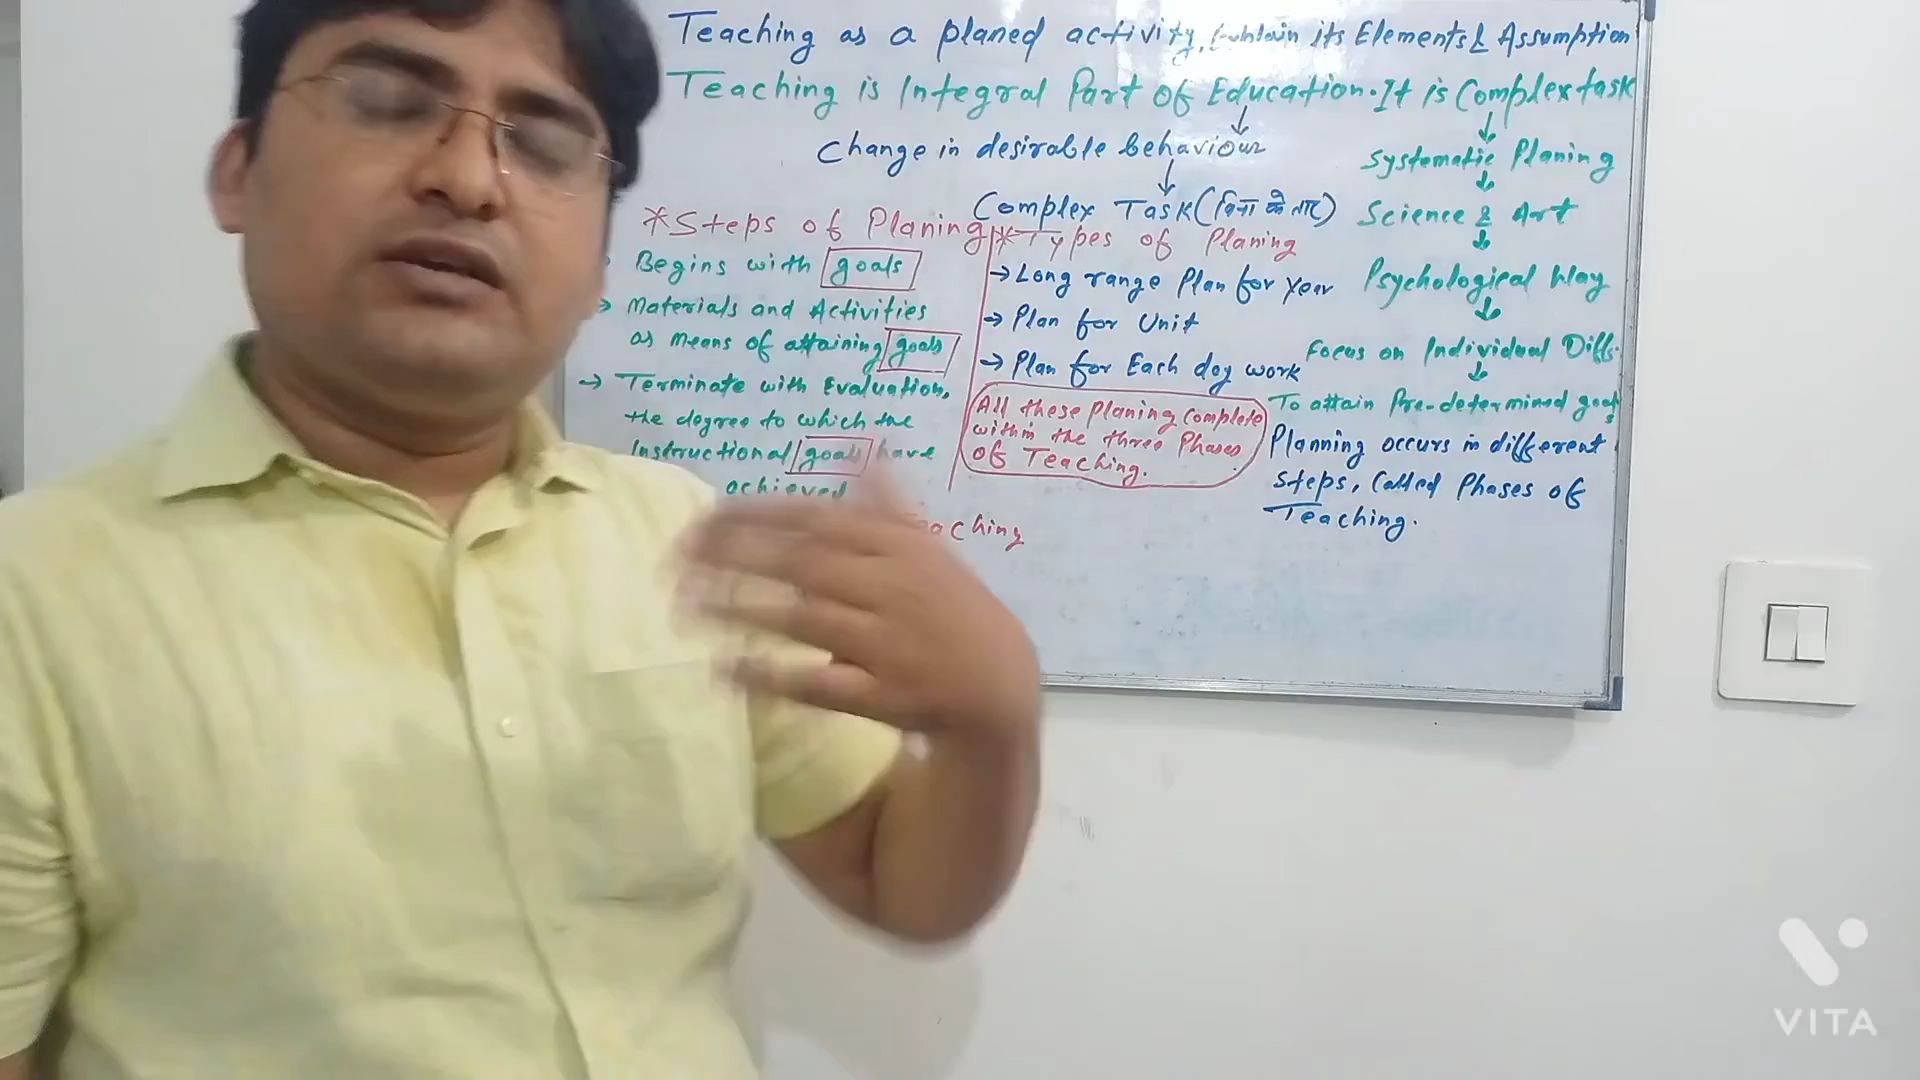 Teaching as a planed activity, Explain its Elements & Assumption
Teaching is Integral Part of Education. It is Complex task
Change in desirable behaviour
Complex Task
*Steps of Planing
Begins with goals
Materials and Activities
as means of attaining goals
→ Terminate with Evaluation,
the degree to which the
Instructional goals have
achieved
Teaching
*Types of Planing
→ Long range Plan for Year
→ Plan for Unit
→ Plan for Each day work
All these planing complete
within the three Phases
of Teaching.
Systematic Planing
Science & Art
Psychological Way
Focus on Individual Diff.
To attain Pre-determined goals
Planning occurs in different
Steps, Called Phases of
Teaching.
VITA